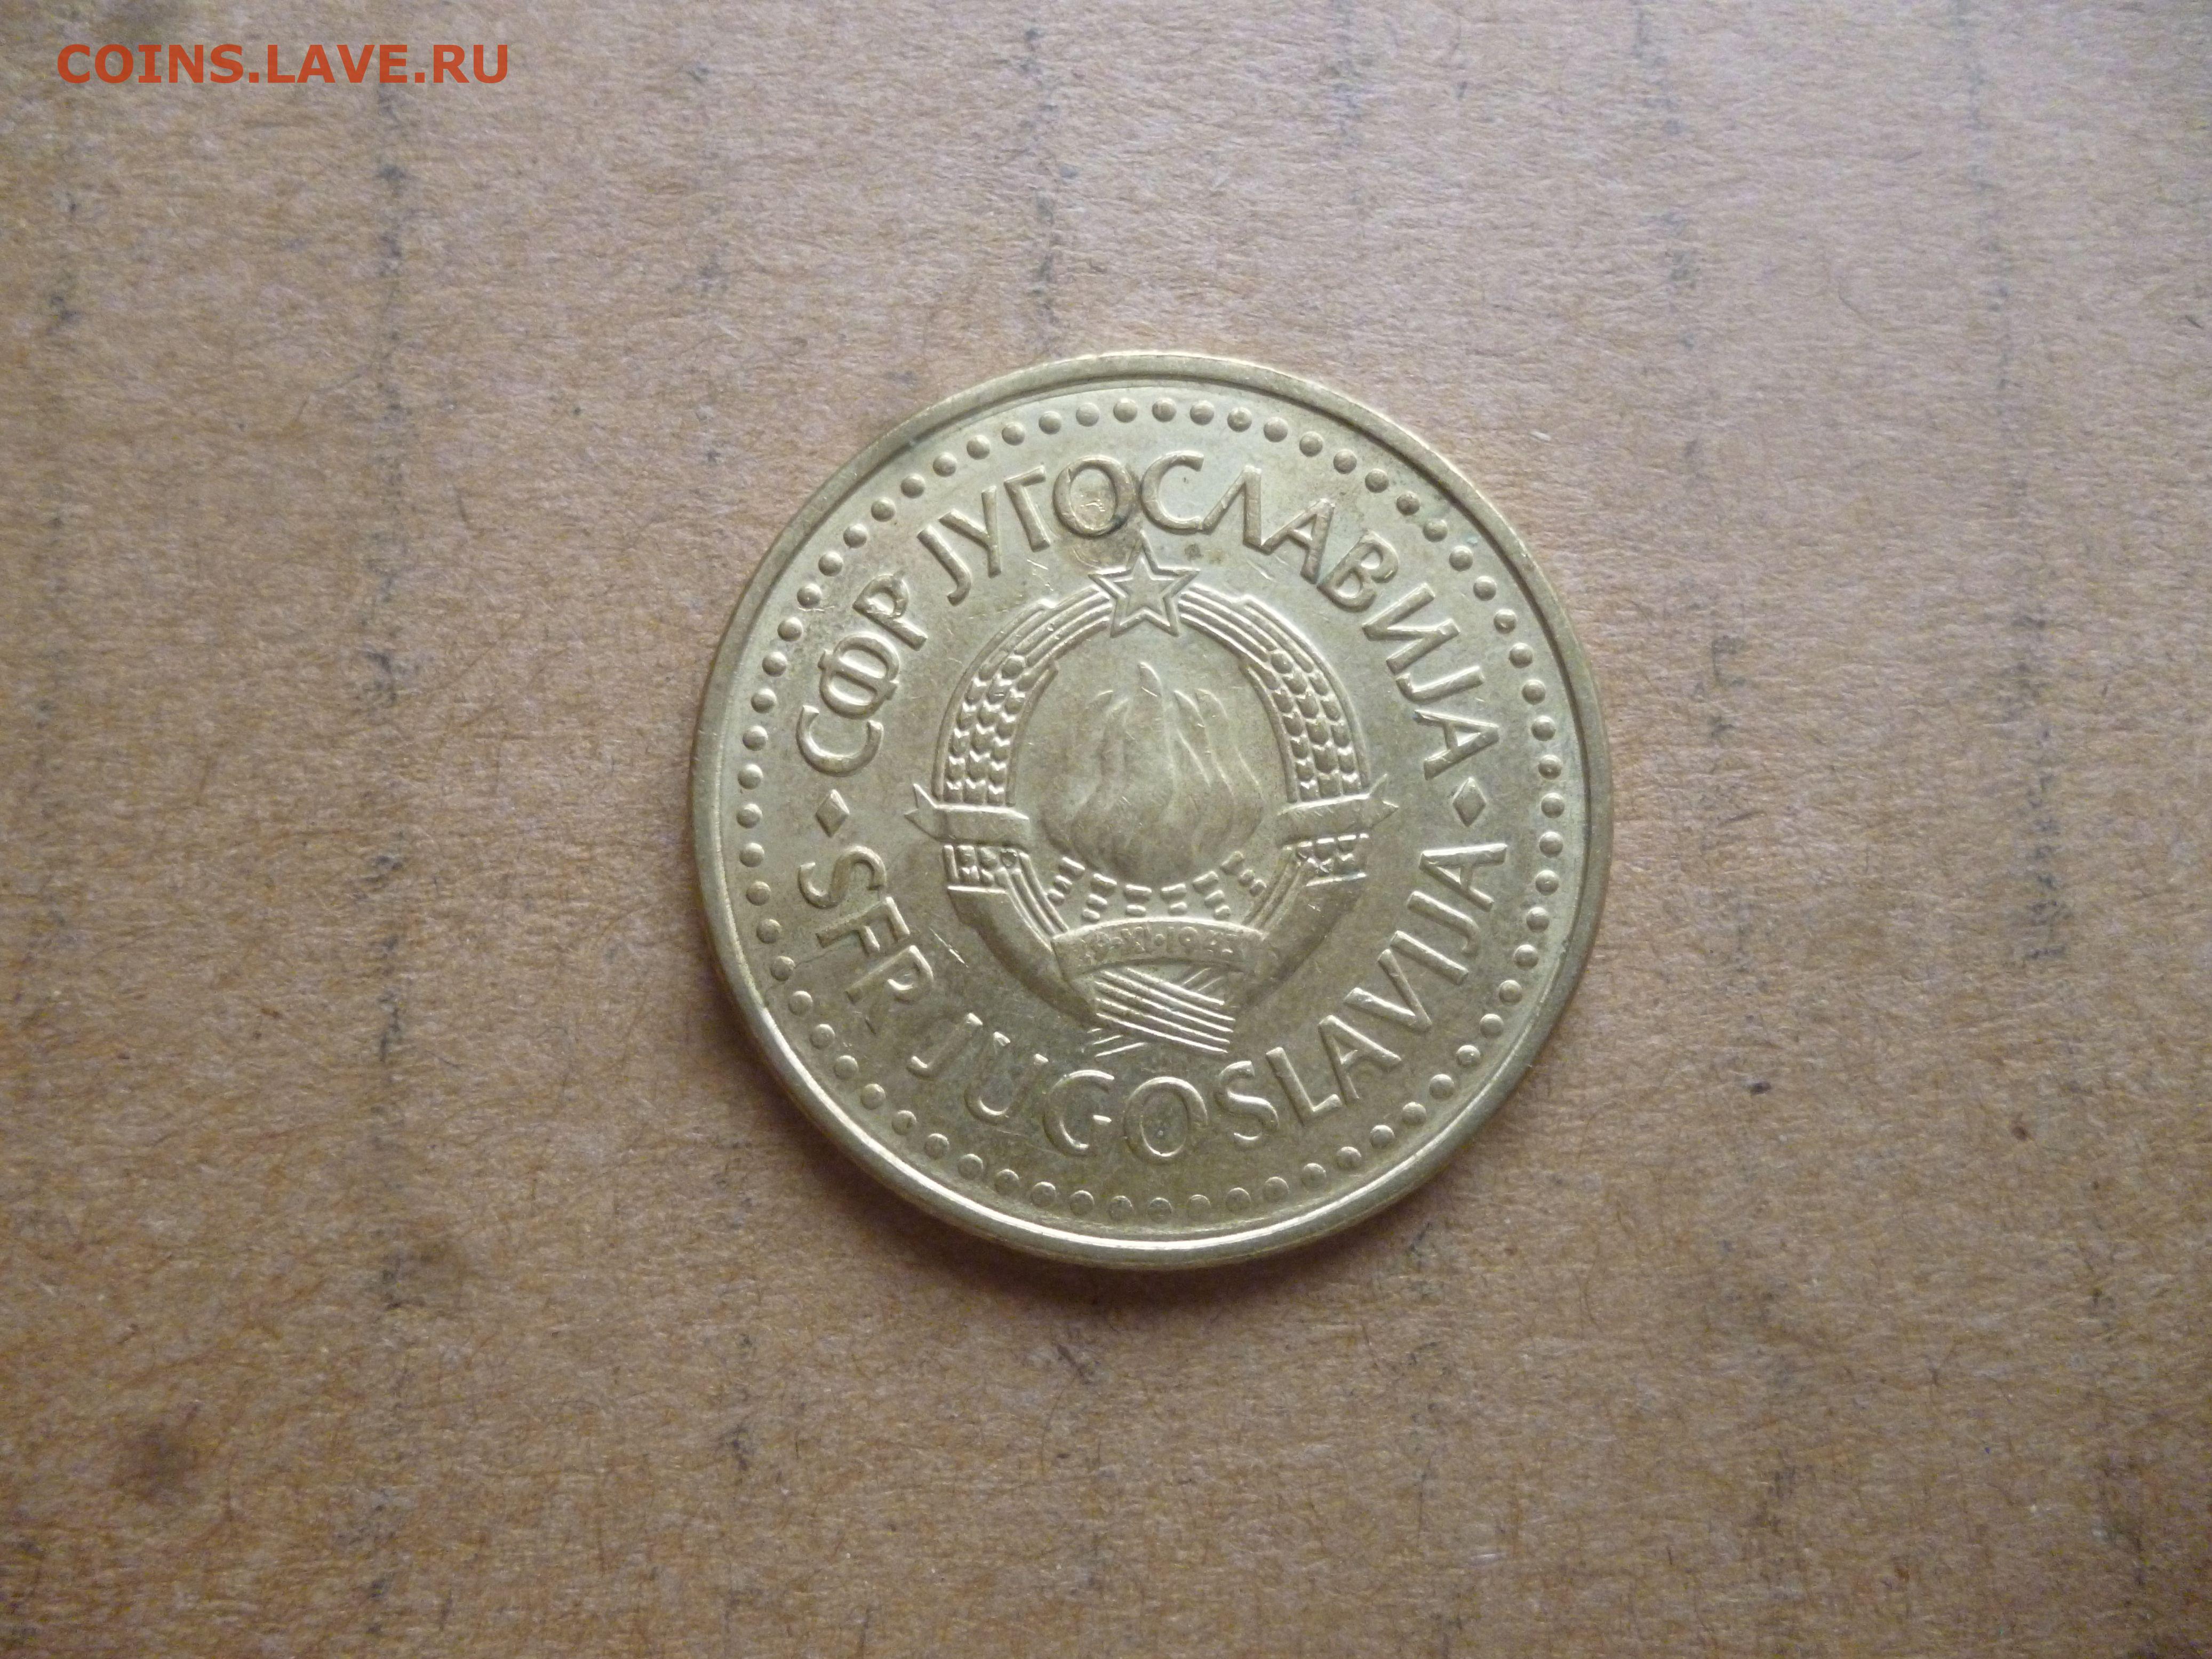 COINS.LAVE.RU
СФР ЈУГОСЛАВИЈА
SFR JUGOSLAVIJA